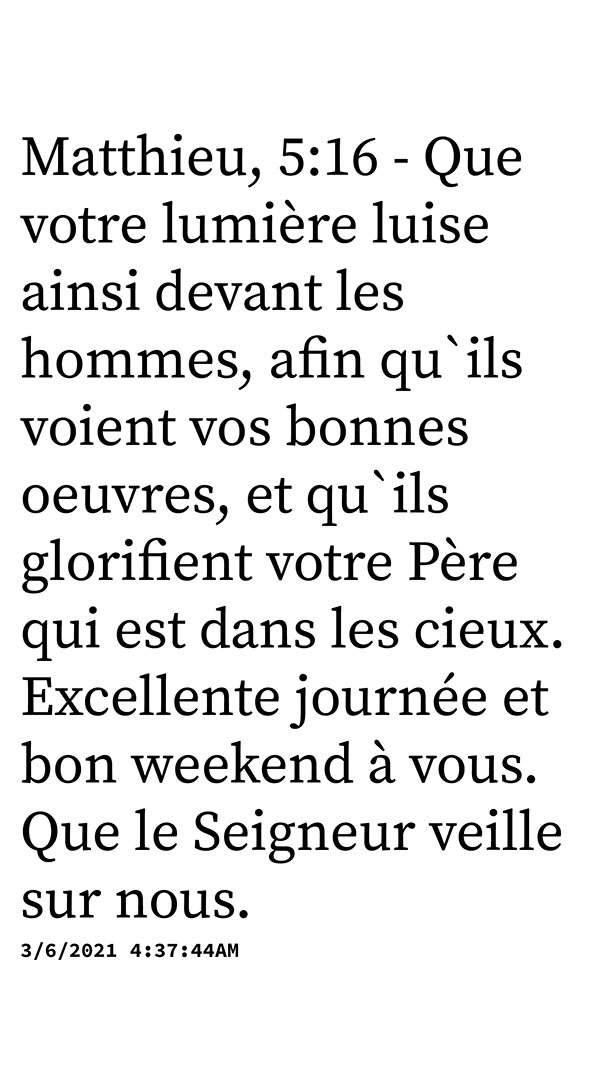 Matthieu, 5:16 - Que
votre lumière luise
ainsi devant les
hommes, afin qu`ils
voient vos bonnes
oeuvres, et qu`ils
glorifient votre Père
qui est dans les cieux.
Excellente journée et
bon weekend à vous.
Que le Seigneur veille
sur nous.
3/6/2021 4:37:44AM